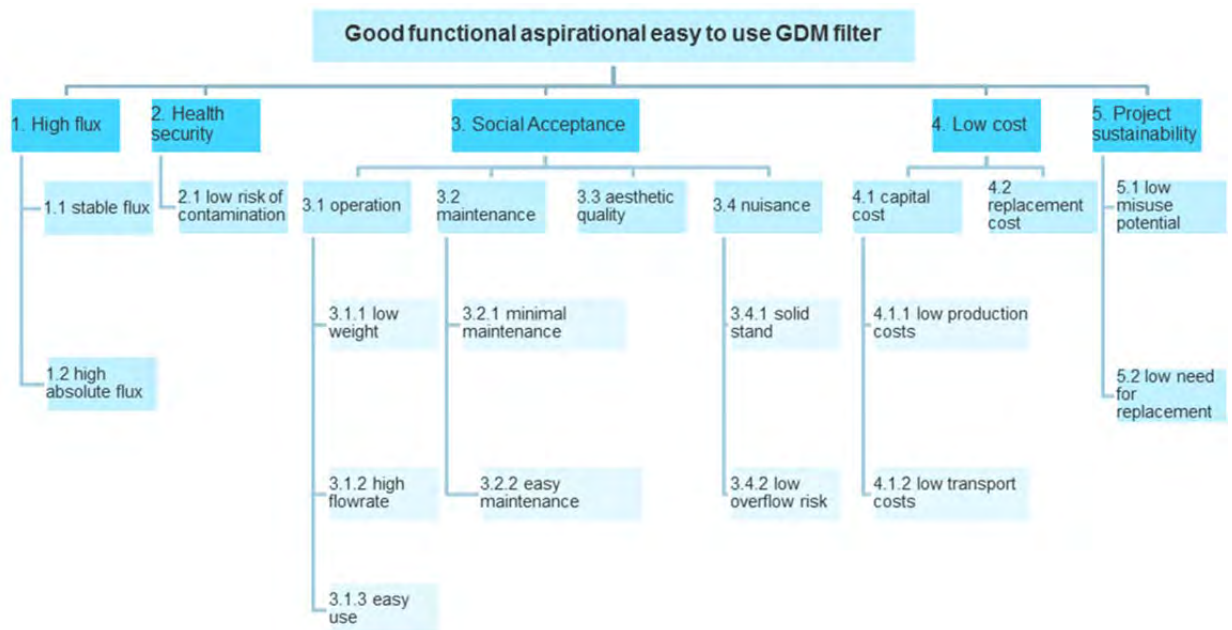 Good functional aspirational easy to use GDM filter
1. High flux
2. Health
security
3. Social Acceptance
4. Low cost
5. Project
sustainability
1.1 stable flux
2.1 low risk of
contamination
3.1 operation
3.2
maintenance
3.3 aesthetic
quality
3.4 nuisance
4.1 capital
cost
4.2
replacement
cost
5.1 low
misuse
potential
3.1.1 low
weight
3.2.1 minimal
maintenance
3.4.1 solid
stand
4.1.1 low production
costs
1.2 high
absolute flux
5.2 low need
for
replacement
3.1.2 high
flowrate
3.2.2 easy
maintenance
3.4.2 low
overflow risk
4.1.2 low transport
costs
3.1.3 easy
use